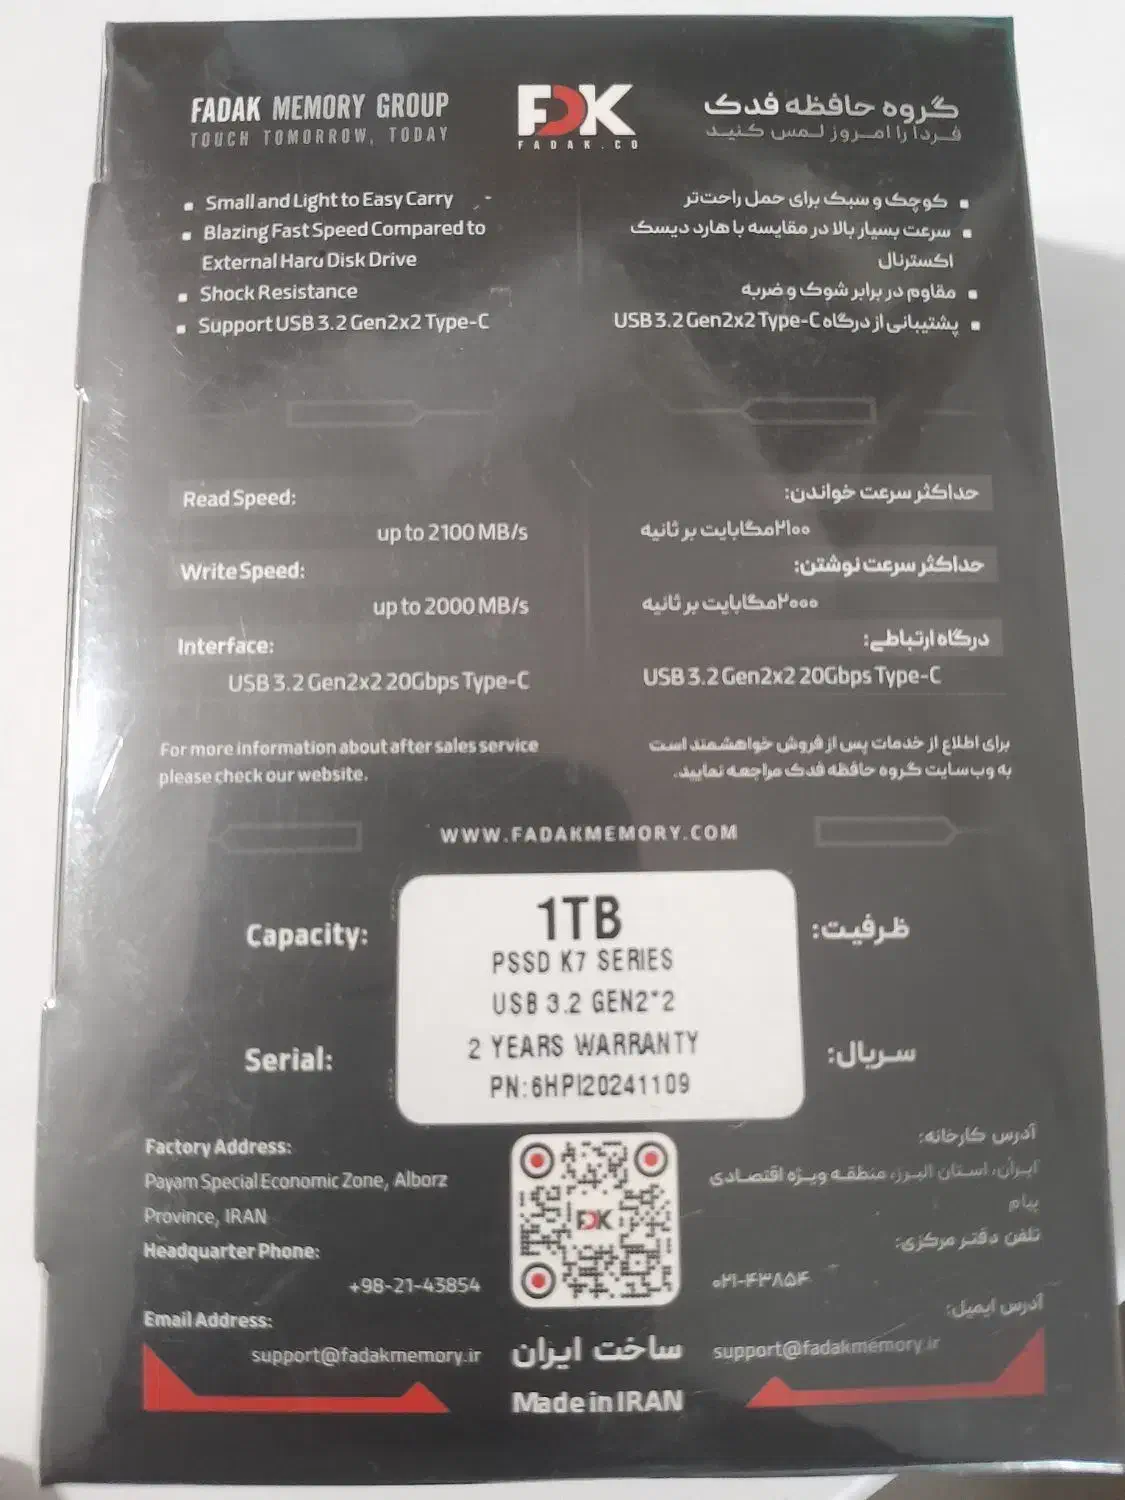 FADAK MEMORY GROUP
TOUCH TOMORROW, TODAY
FDK
FADAK.CO
گروه حافظه فدک
فردا را امروز لمس کنید
Small and Light to Easy Carry
Blazing Fast Speed Compared to
External Hard Disk Drive
Shock Resistance
Support USB 3.2 Gen2x2 Type-C
کوچک و سبک برای حمل راحت‌تر
سرعت بسیار بالا در مقایسه با هارد دیسک
اکسترنال
مقاوم در برابر شوک و ضربه
پشتیبانی از درگاه USB 3.2 Gen2x2 Type-C
Read Speed:
up to 2100 MB/s
Write Speed:
up to 2000 MB/s
Interface:
USB 3.2 Gen2x2 20Gbps Type-C
حداکثر سرعت خواندن:
۲۱۰۰مگابایت بر ثانیه
حداکثر سرعت نوشتن:
۲۰۰۰مگابایت بر ثانیه
درگاه ارتباطی:
USB 3.2 Gen2x2 20Gbps Type-C
For more information about after sales service
please check our website.
برای اطلاع از خدمات پس از فروش خواهشمند است
به وب‌سایت گروه حافظه فدک مراجعه نمایید.
WWW.FADAKMEMORY.COM
Capacity:
ظرفیت:
1TB
PSSD K7 SERIES
USB 3.2 GEN2*2
2 YEARS WARRANTY
PN:6HPI20241109
Serial:
سریال:
Factory Address:
Payam Special Economic Zone, Alborz
Province, IRAN
Headquarter Phone:
+98-21-43854
Email Address:
support@fadakmemory.ir
FDK
آدرس کارخانه:
ایران، استان البرز، منطقه ویژه اقتصادی
پیام
تلفن دفتر مرکزی:
۰۲۱-۴۳۸۵۴
آدرس ایمیل:
support@fadakmemory.ir
ساخت ایران
Made in IRAN